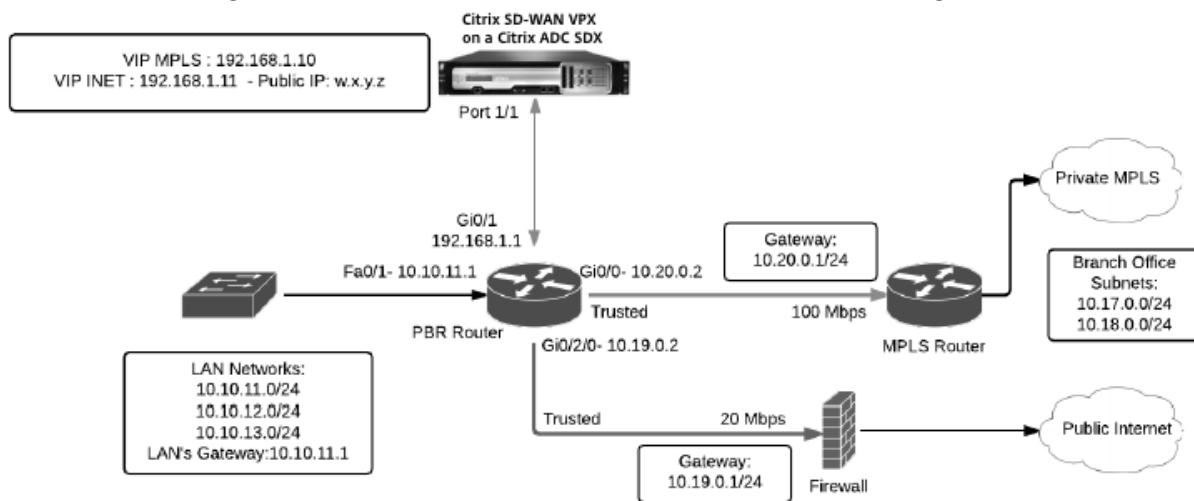 Citrix SD-WAN VPX
on a Citrix ADC SDX
VIP MPLS : 192.168.1.10
VIP INET : 192.168.1.11 - Public IP: w.x.y.z
Port 1/1
Private MPLS
Gi0/1
192.168.1.1
Gateway:
10.20.0.1/24
Fa0/1- 10.10.11.1
Gi0/0- 10.20.0.2
Branch Office
Subnets:
10.17.0.0/24
10.18.0.0/24
Trusted
100 Mbps
PBR Router
MPLS Router
Gi0/2/0- 10.19.0.2
LAN Networks:
10.10.11.0/24
10.10.12.0/24
10.10.13.0/24
LAN's Gateway:10.10.11.1
Trusted
20 Mbps
Public Internet
Gateway:
10.19.0.1/24
Firewall